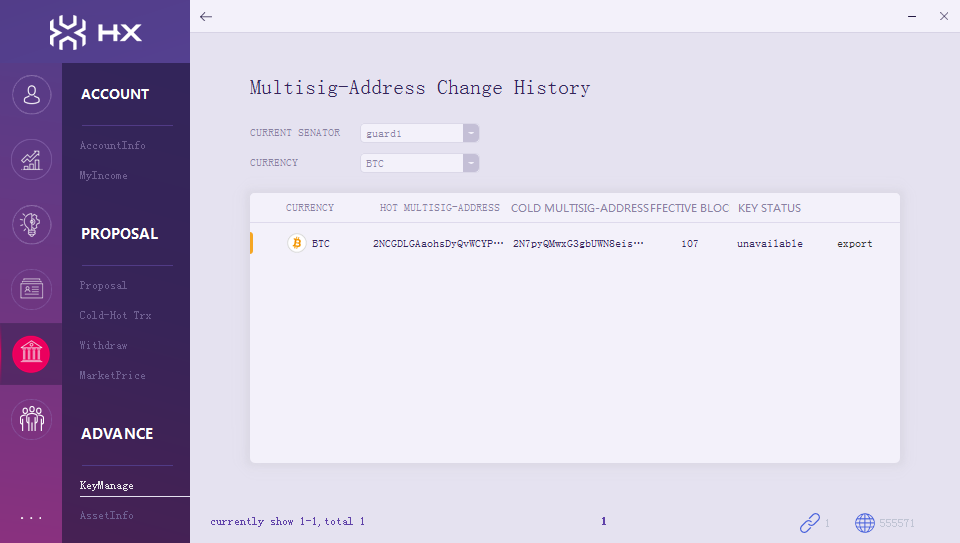 HX
ACCOUNT
AccountInfo
MyIncome
PROPOSAL
Proposal
Cold-Hot Trx
Withdraw
MarketPrice
ADVANCE
KeyManage
AssetInfo
...
Multisig-Address Change History
CURRENT SENATOR guard1
CURRENCY BTC
CURRENCY HOT MULTISIG-ADDRESS COLD MULTISIG-ADDRESS FFECTIVE BLOC KEY STATUS
BTC 2NCGDLGAaohsDyQvWCYP··· 2N7pyQMwxG3gbUWN8eis··· 107 unavailable export
currently show 1-1,total 1 1 1 555571